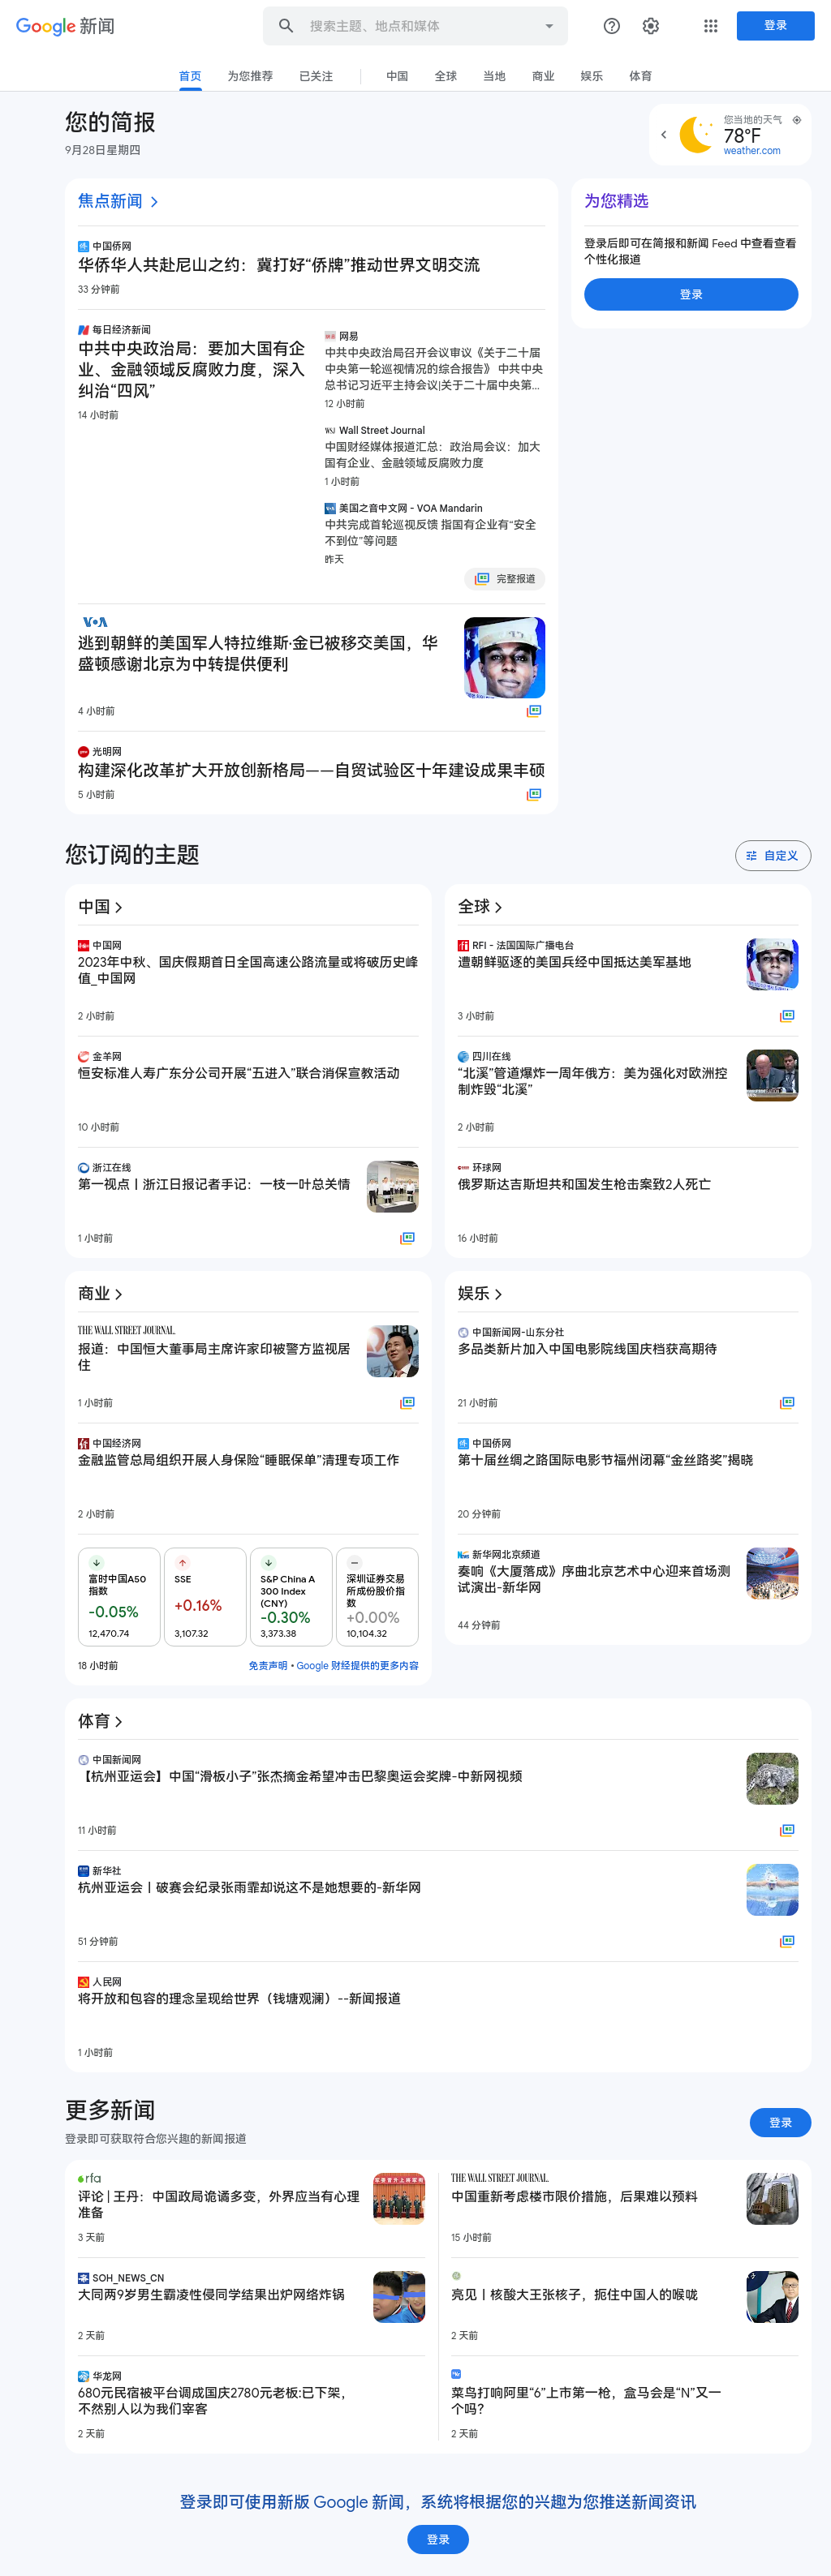 Google 新闻
搜索主题、地点和媒体
登录
首页
为您推荐
已关注
中国
全球
当地
商业
娱乐
体育
您的简报
9月28日星期四
您当地的天气
78°F
weather.com
焦点新闻
中国侨网
华侨华人共赴尼山之约：冀打好“侨牌”推动世界文明交流
33 分钟前
每日经济新闻
中共中央政治局：要加大国有企
业、金融领域反腐败力度，深入
纠治“四风”
14 小时前
网易
中共中央政治局召开会议审议《关于二十届
中央第一轮巡视情况的综合报告》 中共中央
总书记习近平主持会议|关于二十届中央第...
12 小时前
WSJ Wall Street Journal
中国财经媒体报道汇总：政治局会议：加大
国有企业、金融领域反腐败力度
1 小时前
美国之音中文网 - VOA Mandarin
中共完成首轮巡视反馈 指国有企业有“安全
不到位”等问题
昨天
完整报道
VOA
逃到朝鲜的美国军人特拉维斯·金已被移交美国，华
盛顿感谢北京为中转提供便利
4 小时前
光明网
构建深化改革扩大开放创新格局——自贸试验区十年建设成果丰硕
5 小时前
为您精选
登录后即可在简报和新闻 Feed 中查看查看
个性化报道
登录
您订阅的主题
自定义
中国
中国网
2023年中秋、国庆假期首日全国高速公路流量或将破历史峰
值_中国网
2 小时前
金羊网
恒安标准人寿广东分公司开展“五进入”联合消保宣教活动
10 小时前
浙江在线
第一视点丨浙江日报记者手记：一枝一叶总关情
1 小时前
全球
RFI - 法国国际广播电台
遭朝鲜驱逐的美国兵经中国抵达美军基地
3 小时前
四川在线
“北溪”管道爆炸一周年俄方：美为强化对欧洲控
制炸毁“北溪”
2 小时前
环球网
俄罗斯达吉斯坦共和国发生枪击案致2人死亡
16 小时前
商业
THE WALL STREET JOURNAL.
报道：中国恒大董事局主席许家印被警方监视居
住
1 小时前
中国经济网
金融监管总局组织开展人身保险“睡眠保单”清理专项工作
2 小时前
富时中国A50
指数
-0.05%
12,470.74
SSE
+0.16%
3,107.32
S&P China A
300 Index
(CNY)
-0.30%
3,373.38
深圳证券交易
所成份股价指
数
+0.00%
10,104.32
18 小时前
免责声明 • Google 财经提供的更多内容
娱乐
中国新闻网-山东分社
多品类新片加入中国电影院线国庆档获高期待
21 小时前
中国侨网
第十届丝绸之路国际电影节福州闭幕“金丝路奖”揭晓
20 分钟前
新华网北京频道
奏响《大厦落成》序曲北京艺术中心迎来首场测
试演出-新华网
44 分钟前
体育
中国新闻网
【杭州亚运会】中国“滑板小子”张杰摘金希望冲击巴黎奥运会奖牌-中新网视频
11 小时前
新华社
杭州亚运会丨破赛会纪录张雨霏却说这不是她想要的-新华网
51 分钟前
人民网
将开放和包容的理念呈现给世界（钱塘观澜）--新闻报道
1 小时前
更多新闻
登录即可获取符合您兴趣的新闻报道
登录
rfa
评论 | 王丹：中国政局诡谲多变，外界应当有心理
准备
3 天前
SOH_NEWS_CN
大同两9岁男生霸凌性侵同学结果出炉网络炸锅
2 天前
华龙网
680元民宿被平台调成国庆2780元老板:已下架，
不然别人以为我们宰客
2 天前
THE WALL STREET JOURNAL.
中国重新考虑楼市限价措施，后果难以预料
15 小时前
亮见丨核酸大王张核子，扼住中国人的喉咙
2 天前
菜鸟打响阿里“6”上市第一枪，盒马会是“N”又一
个吗？
2 天前
登录即可使用新版 Google 新闻，系统将根据您的兴趣为您推送新闻资讯
登录